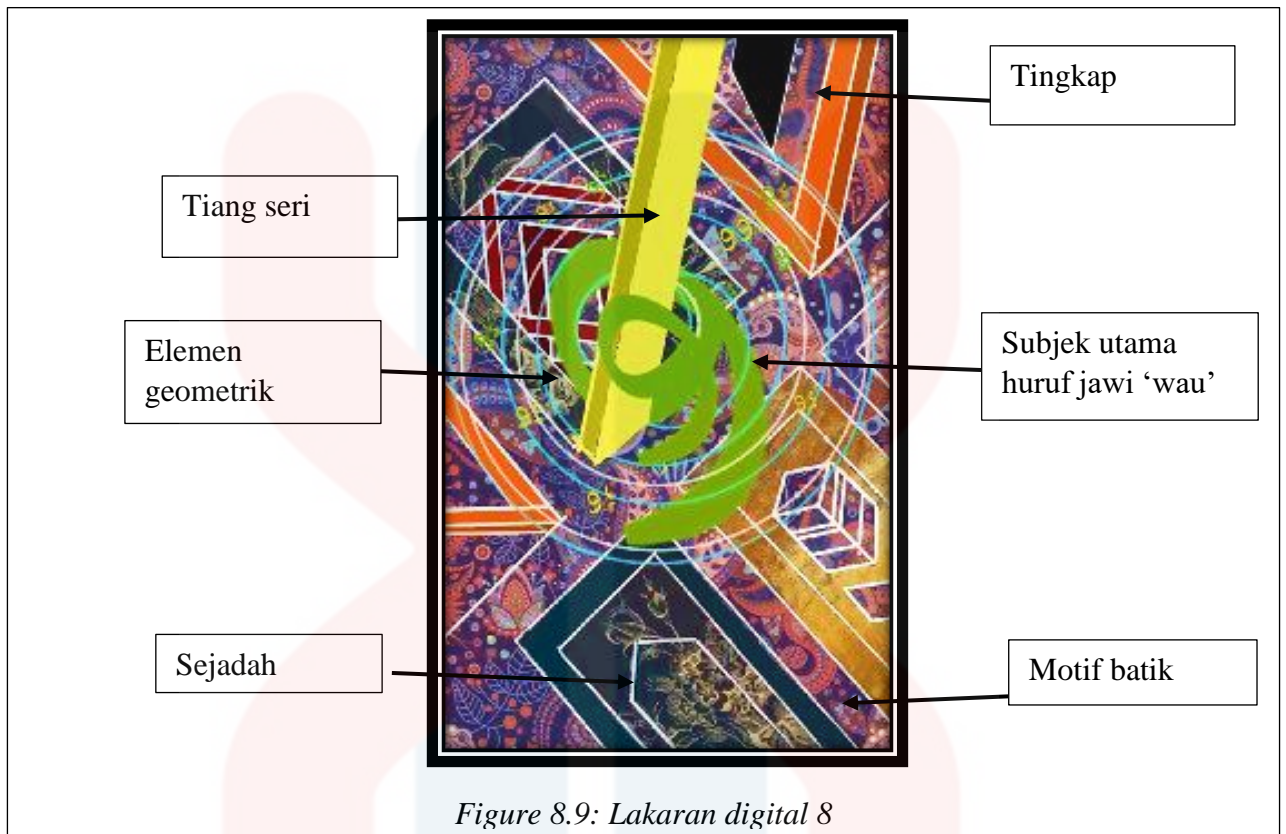 Tingkap
Tiang seri
Elemen
geometrik
Subjek utama
huruf jawi ‘wau’
Sejadah
Motif batik
Figure 8.9: Lakaran digital 8